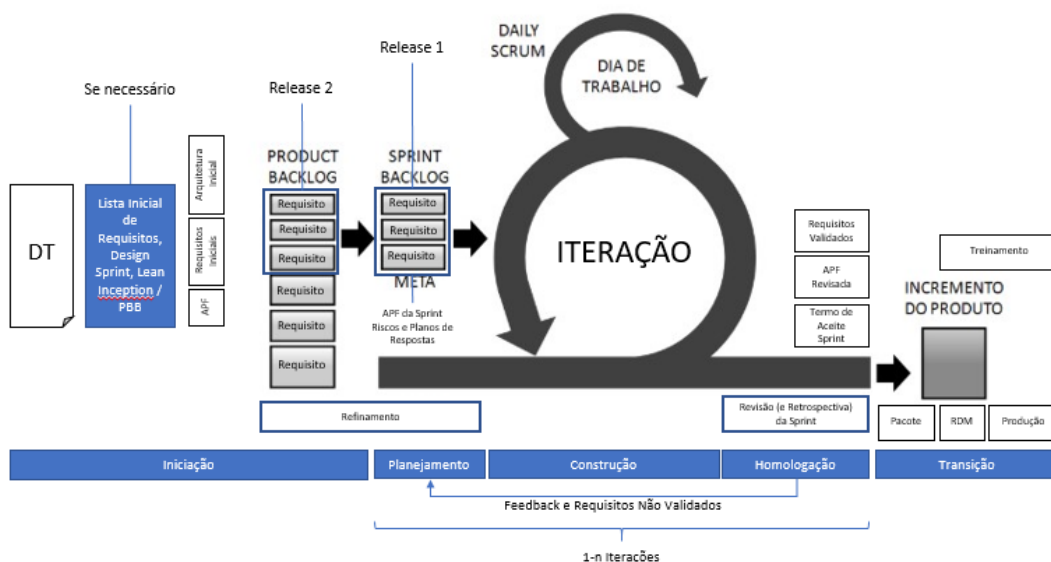 Se necessário
Release 2
Release 1
DAILY
SCRUM
DIA DE
TRABALHO
DT
Lista Inicial
de
Requisitos,
Design
Sprint, Lean
Inception /
PBB
Arquitetura
Inicial
Requisitos
Iniciais
APF
PRODUCT
BACKLOG
Requisito
Requisito
Requisito
Requisito
Requisito
Requisito
SPRINT
BACKLOG
Requisito
Requisito
Requisito
META
APF da Sprint
Riscos e Planos de
Respostas
ITERAÇÃO
Requisitos
Validados
APF
Revisada
Termo de
Aceite
Sprint
Treinamento
INCREMENTO
DO PRODUTO
Refinamento
Revisão (e Retrospectiva)
da Sprint
Pacote
RDM
Produção
Iniciação
Planejamento
Construção
Homologação
Transição
Feedback e Requisitos Não Validados
1-n Iterações